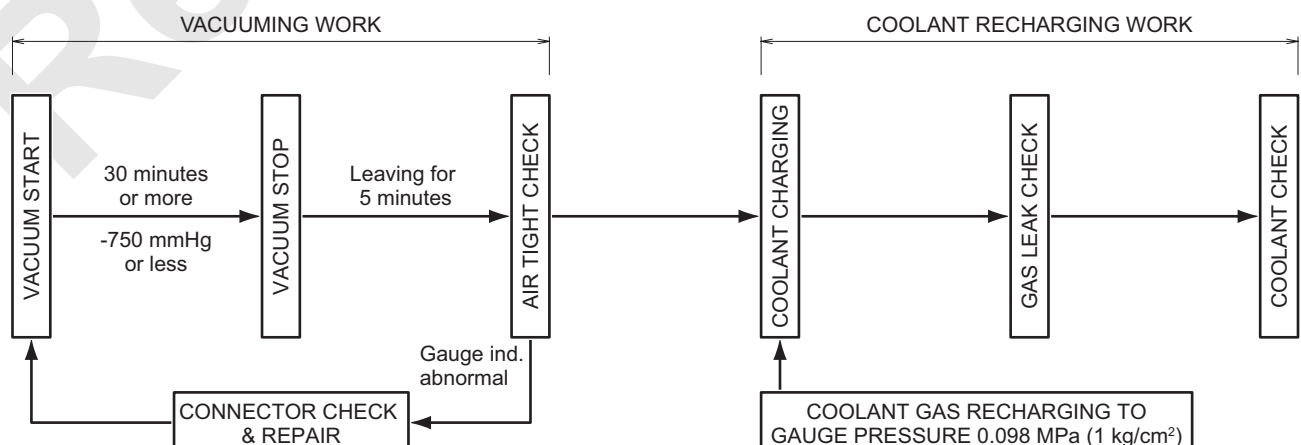 VACUUMING WORK
COOLANT RECHARGING WORK
VACUUM START
30 minutes
or more
-750 mmHg
or less
VACUUM STOP
Leaving for
5 minutes
AIR TIGHT CHECK
COOLANT CHARGING
GAS LEAK CHECK
COOLANT CHECK
Gauge ind.
abnormal
CONNECTOR CHECK
& REPAIR
COOLANT GAS RECHARGING TO
GAUGE PRESSURE 0.098 MPa (1 kg/cm²)